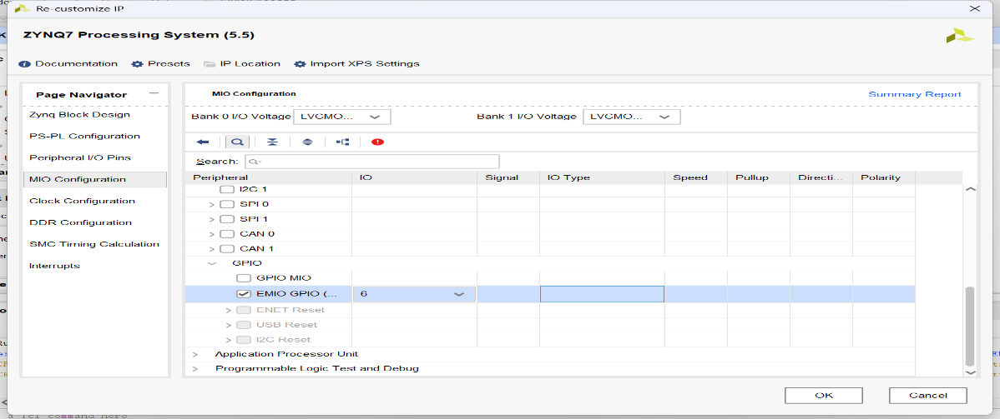 Re-customize IP
ZYNQ7 Processing System (5.5)
Documentation Presets IP Location Import XPS Settings
Page Navigator
Zynq Block Design
PS-PL Configuration
Peripheral I/O Pins
MIO Configuration
Clock Configuration
DDR Configuration
SMC Timing Calculation
Interrupts
MIO Configuration
Summary Report
Bank 0 I/O Voltage LVCMO... Bank 1 I/O Voltage LVCMO...
Search:
Peripheral IO Signal IO Type Speed Pullup Directi... Polarity
I2C 1
SPI 0
SPI 1
CAN 0
CAN 1
GPIO
GPIO MIO
EMIO GPIO (... 6
ENET Reset
USB Reset
I2C Reset
Application Processor Unit
Programmable Logic Test and Debug
OK Cancel
a Tcl command here